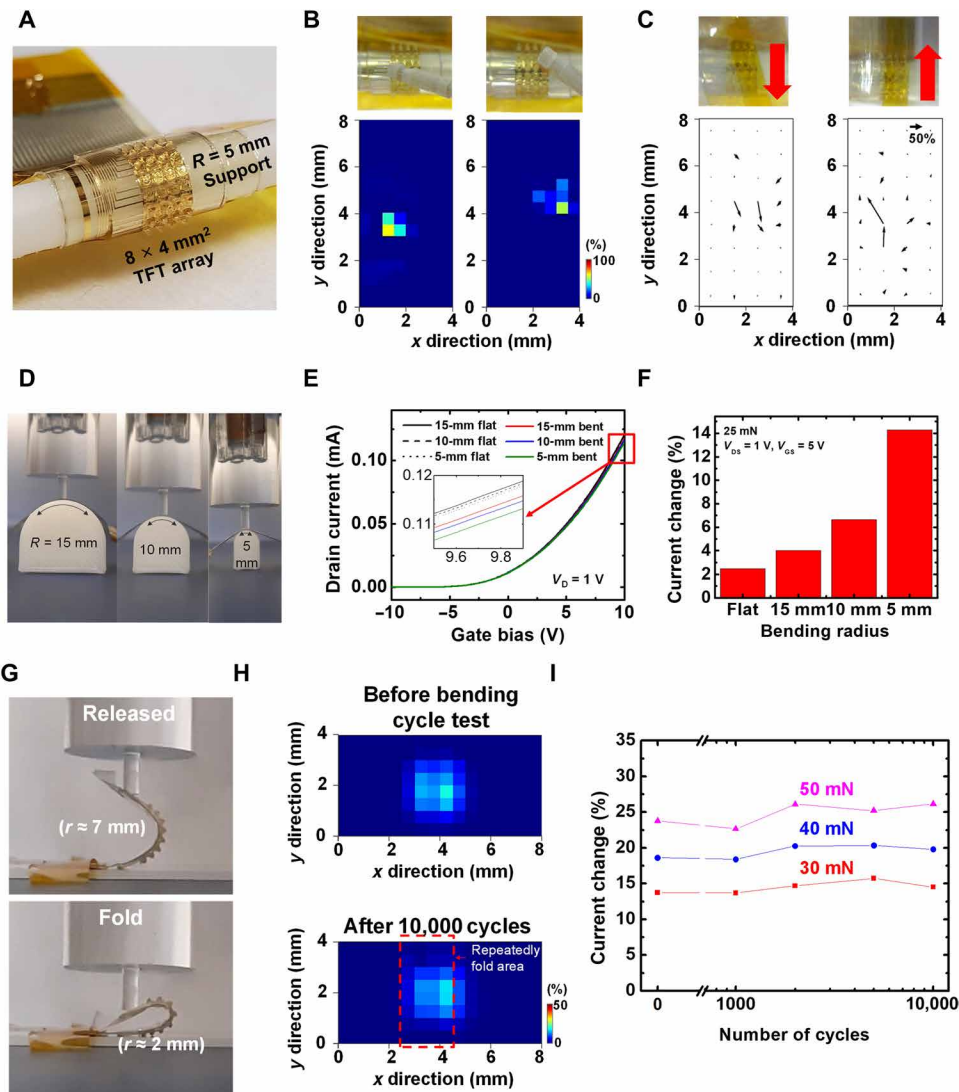 A
R = 5 mm
Support
8 × 4 mm²
TFT array
B
8
7
6
5
4
3
2
1
0
y direction (mm)
0 2 4 0 2 4
x direction (mm)
(%)
100
0
C
50%
8
6
4
2
0
y direction (mm)
0 2 4 0 2 4
x direction (mm)
D
R = 15 mm
10 mm
5
mm
E
15-mm flat 15-mm bent
10-mm flat 10-mm bent
5-mm flat 5-mm bent
0.12
0.11
9.6 9.8
V_D = 1 V
0.10
0.05
0.00
Drain current (mA)
−10 −5 0 5 10
Gate bias (V)
F
25 mN
V_DS = 1 V, V_GS = 5 V
14
12
10
8
6
4
2
0
Current change (%)
Flat 15 mm 10 mm 5 mm
Bending radius
G
Released
(r ≈ 7 mm)
Fold
(r ≈ 2 mm)
H
Before bending
cycle test
4
2
0
y direction (mm)
0 2 4 6 8
x direction (mm)
After 10,000 cycles
Repeatedly
fold area
4
2
0
y direction (mm)
(%)
50
0
0 2 4 6 8
x direction (mm)
I
35
30
25
20
15
10
5
0
Current change (%)
50 mN
40 mN
30 mN
0 1000 10,000
Number of cycles